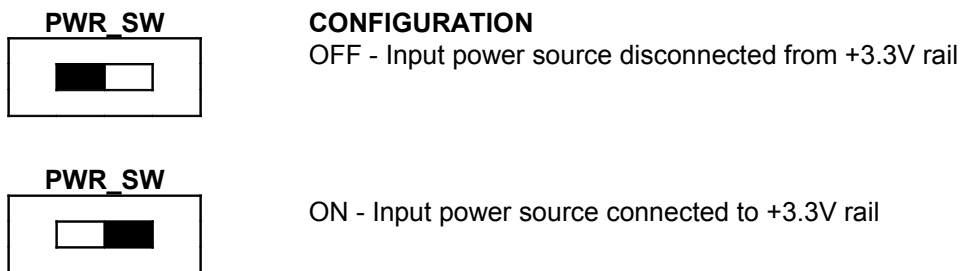 PWR_SW
CONFIGURATION
OFF - Input power source disconnected from +3.3V rail
PWR_SW
ON - Input power source connected to +3.3V rail